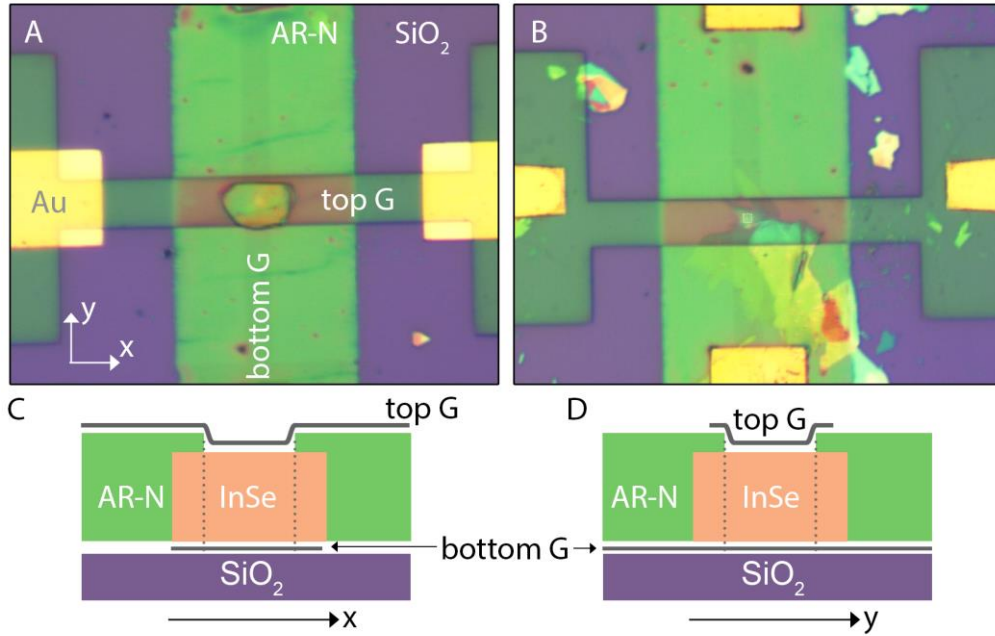 A
AR-N
SiO₂
B
Au
top G
bottom G
y
x
C
top G
D
top G
AR-N
InSe
AR-N
InSe
bottom G
SiO₂
SiO₂
x
y